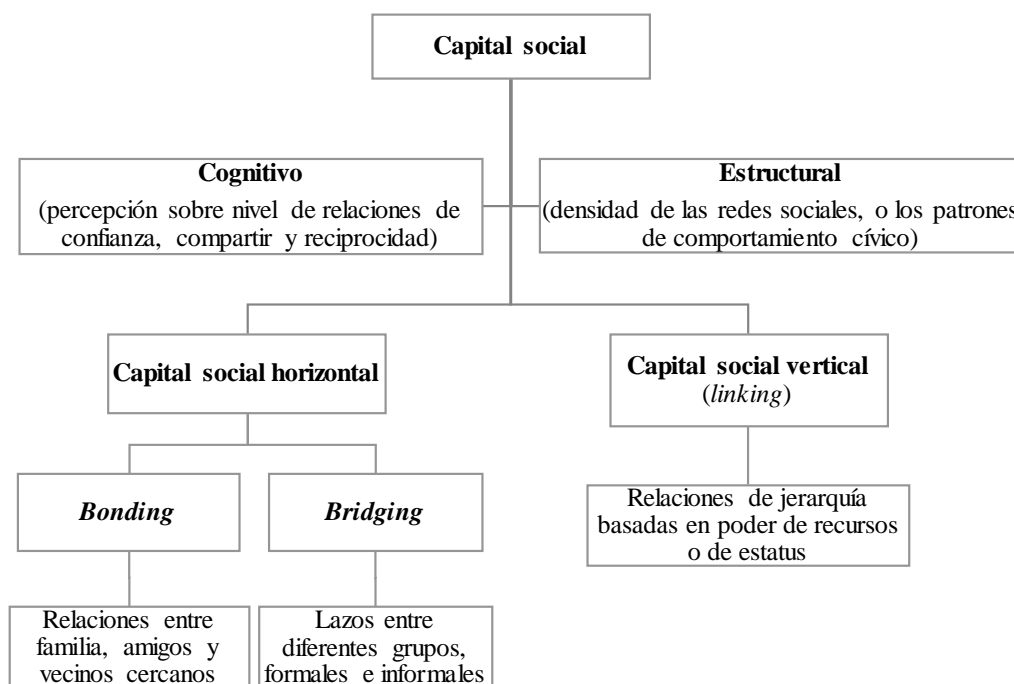 Capital social
Cognitivo
(percepción sobre nivel de relaciones de
confianza, compartir y reciprocidad)
Estructural
(densidad de las redes sociales, o los patrones
de comportamiento cívico)
Capital social horizontal
Capital social vertical
(linking)
Bonding
Bridging
Relaciones de jerarquía
basadas en poder de recursos
o de estatus
Relaciones entre
familia, amigos y
vecinos cercanos
Lazos entre
diferentes grupos,
formales e informales